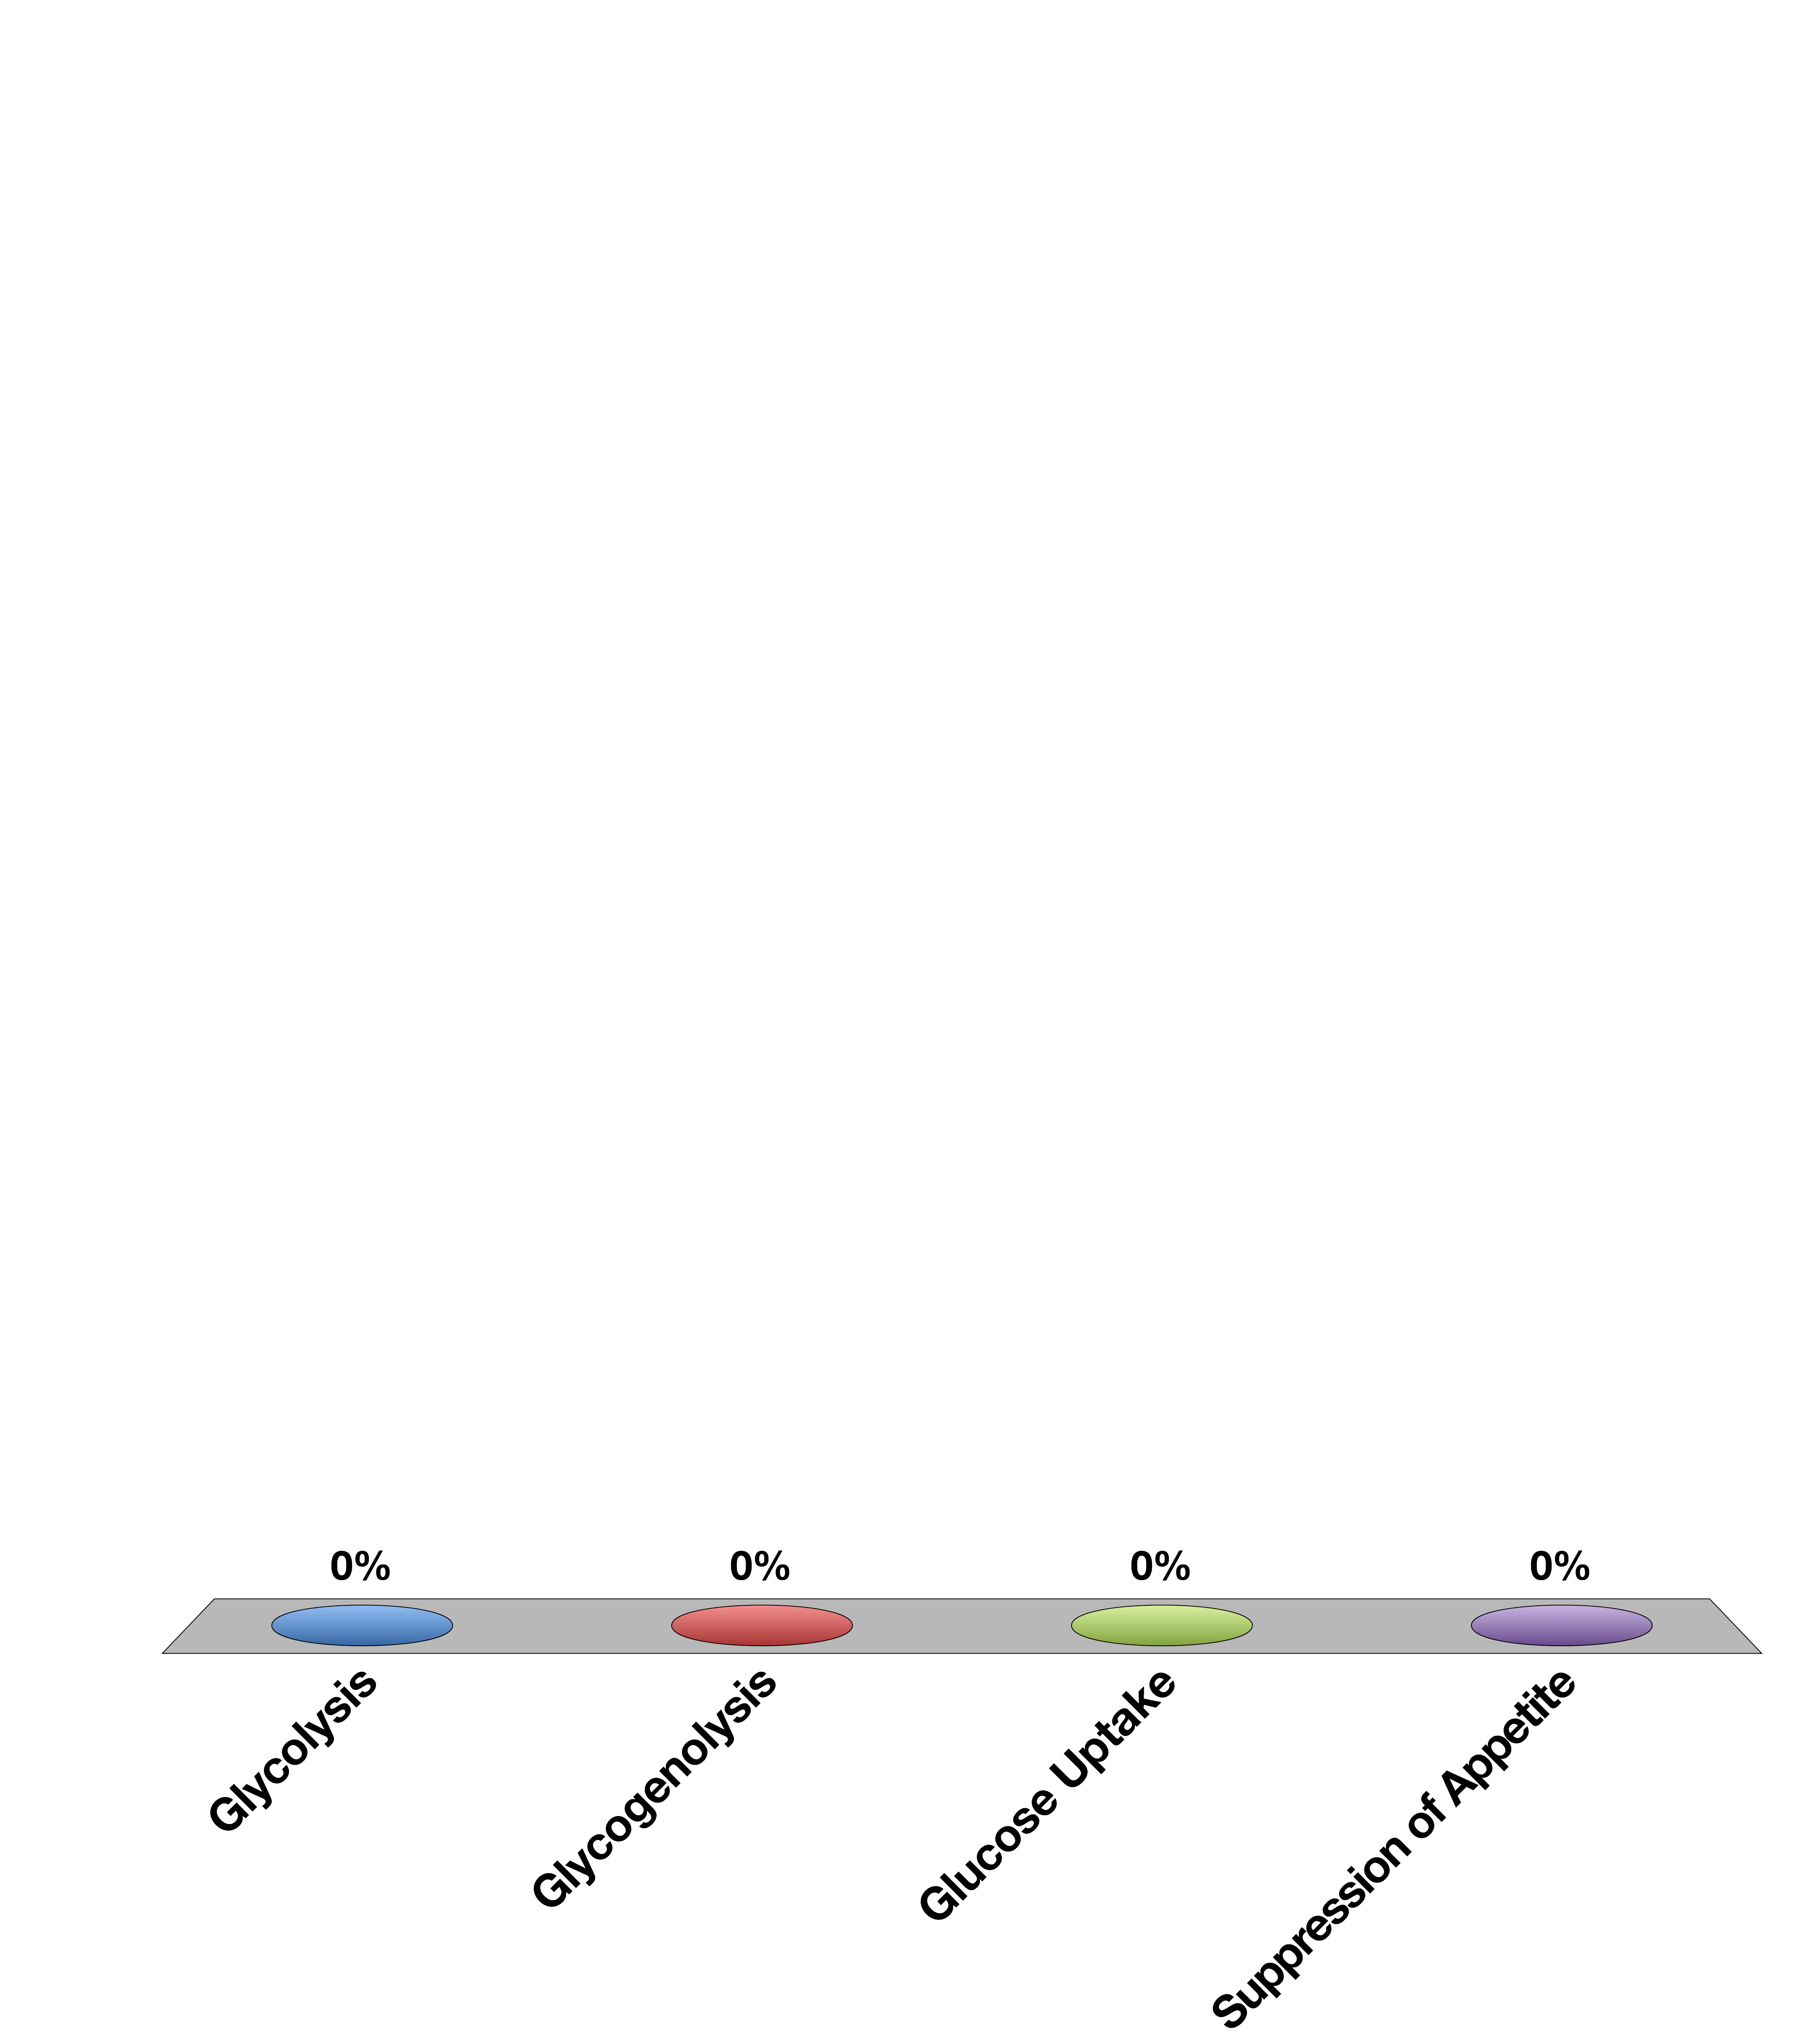 0% 0% 0% 0%
Glycolysis
Glycogenolysis
Glucose Uptake
Suppression of Appetite